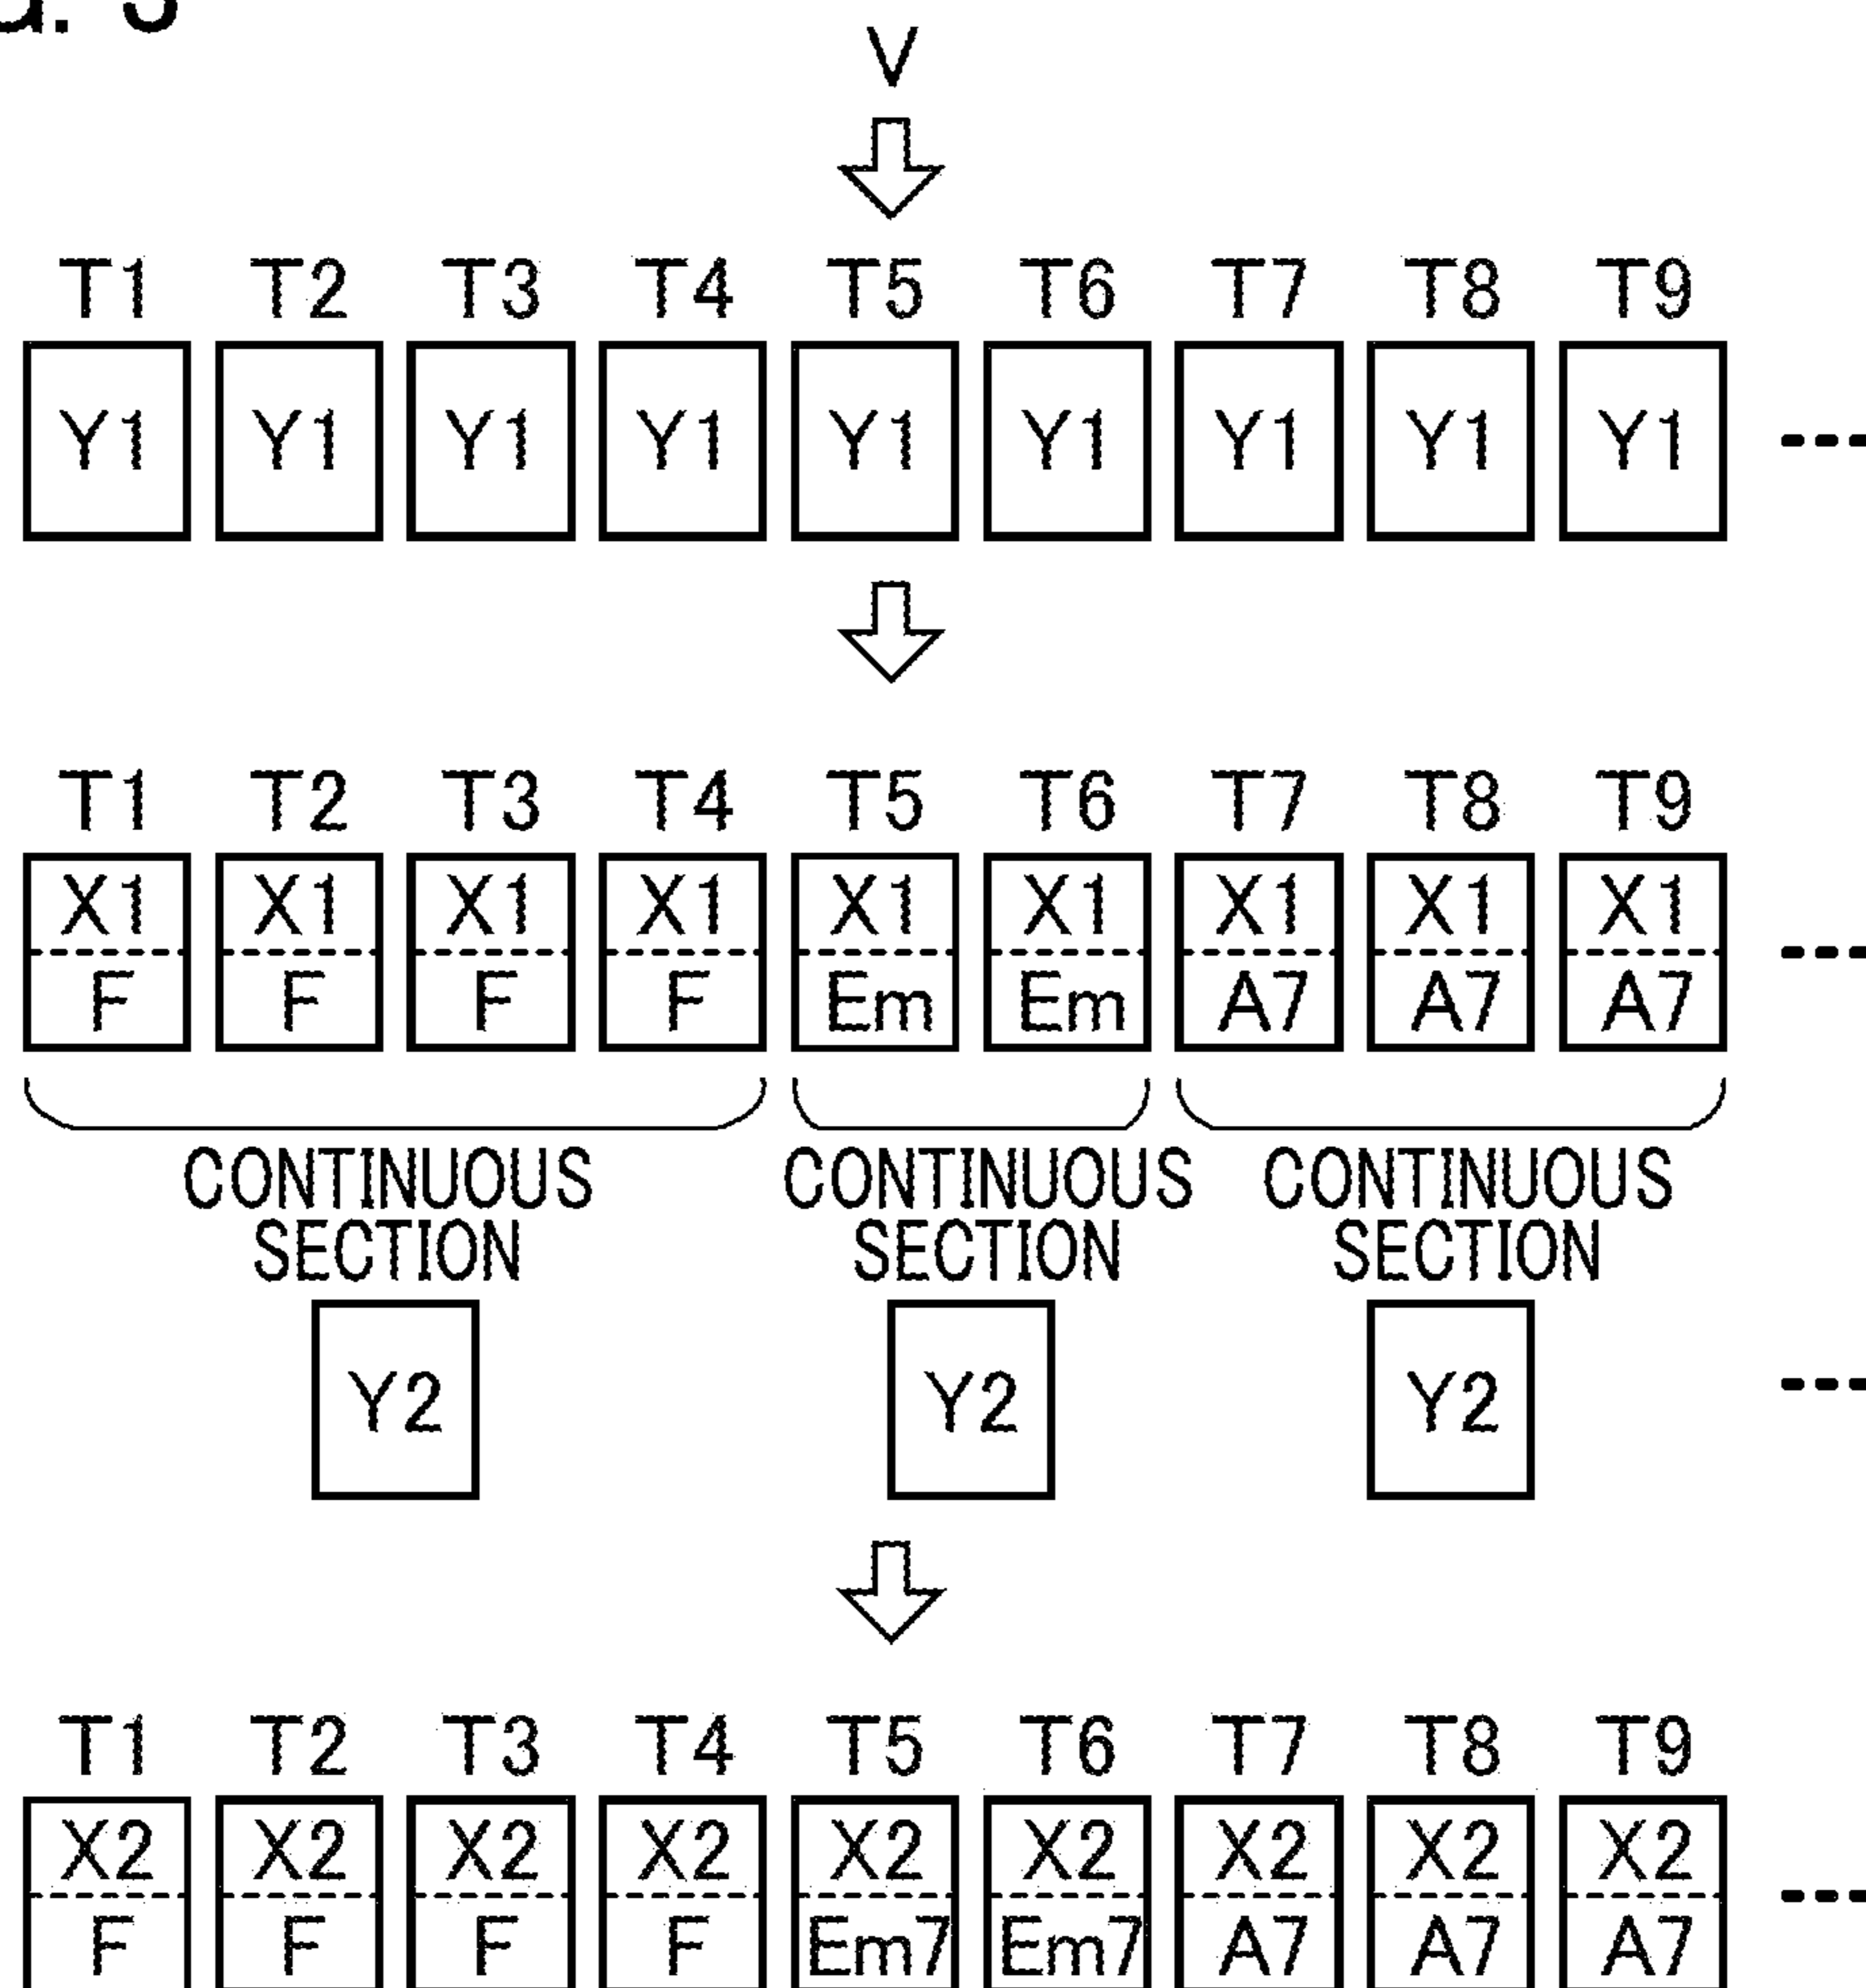 V
T1 T2 T3 T4 T5 T6 T7 T8 T9
Y1 Y1 Y1 Y1 Y1 Y1 Y1 Y1 Y1
T1 T2 T3 T4 T5 T6 T7 T8 T9
X1 X1 X1 X1 X1 X1 X1 X1 X1
F F F F Em Em A7 A7 A7
CONTINUOUS CONTINUOUS CONTINUOUS
SECTION SECTION SECTION
Y2 Y2 Y2
T1 T2 T3 T4 T5 T6 T7 T8 T9
X2 X2 X2 X2 X2 X2 X2 X2 X2
F F F F Em7 Em7 A7 A7 A7